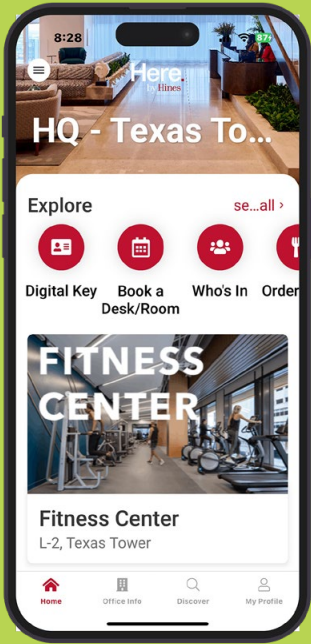 8:28
87
Here.
by Hines
HQ - Texas To...
Explore
se...all ›
Digital Key
Book a
Desk/Room
Who's In
Order
FITNESS
CENTER
Fitness Center
L-2, Texas Tower
Home
Office Info
Discover
My Profile